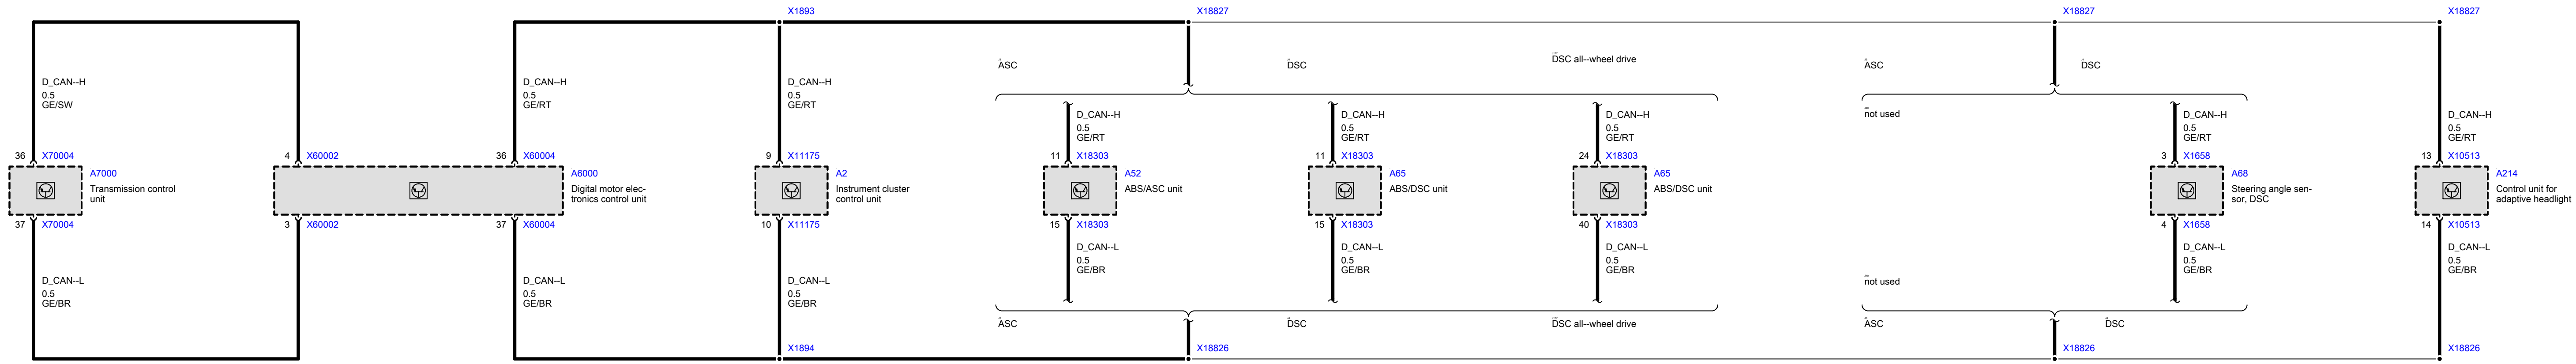 X1893
X18827
X18827
X18827
ASC
DSC
DSC all--wheel drive
ASC
DSC
D_CAN--H
0.5
GE/SW
D_CAN--H
0.5
GE/RT
D_CAN--H
0.5
GE/RT
D_CAN--H
0.5
GE/RT
D_CAN--H
0.5
GE/RT
D_CAN--H
0.5
GE/RT
not used
D_CAN--H
0.5
GE/RT
D_CAN--H
0.5
GE/RT
36 X70004
4 X60002
36 X60004
9 X11175
11 X18303
11 X18303
24 X18303
3 X1658
13 X10513
A7000
Transmission control
unit
A6000
Digital motor elec-
tronics control unit
A2
Instrument cluster
control unit
A52
ABS/ASC unit
A65
ABS/DSC unit
A65
ABS/DSC unit
A68
Steering angle sen-
sor, DSC
A214
Control unit for
adaptive headlight
37 X70004
3 X60002
37 X60004
10 X11175
15 X18303
15 X18303
40 X18303
4 X1658
14 X10513
D_CAN--L
0.5
GE/BR
D_CAN--L
0.5
GE/BR
D_CAN--L
0.5
GE/BR
D_CAN--L
0.5
GE/BR
D_CAN--L
0.5
GE/BR
D_CAN--L
0.5
GE/BR
not used
D_CAN--L
0.5
GE/BR
D_CAN--L
0.5
GE/BR
ASC
DSC
DSC all--wheel drive
ASC
DSC
X1894
X18826
X18826
X18826